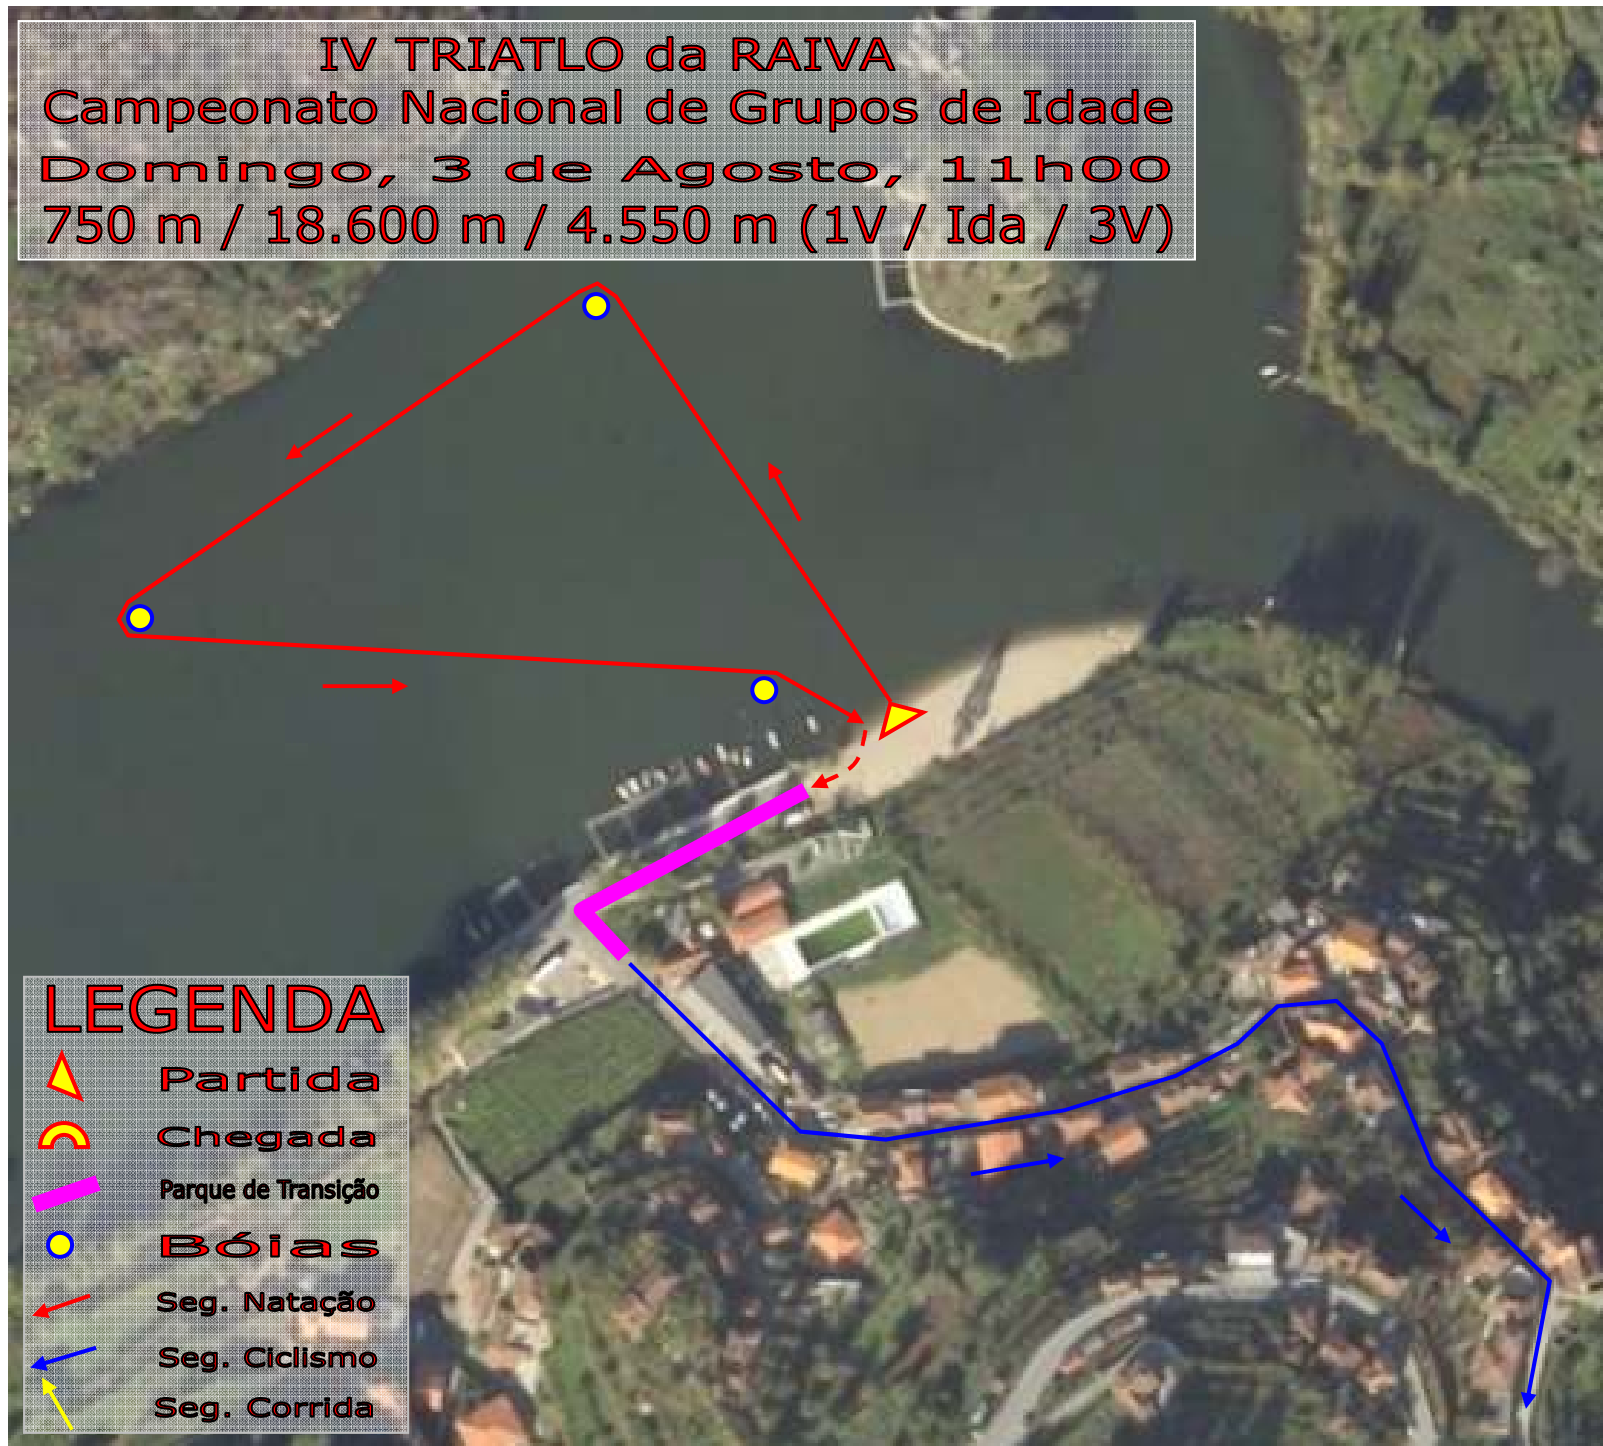 IV TRIATLO da RAIVA
Campeonato Nacional de Grupos de Idade
Domingo, 3 de Agosto, 11h00
750 m / 18.600 m / 4.550 m (1V / Ida / 3V)
LEGENDA
Partida
Chegada
Parque de Transição
Bóias
Seg. Natação
Seg. Ciclismo
Seg. Corrida